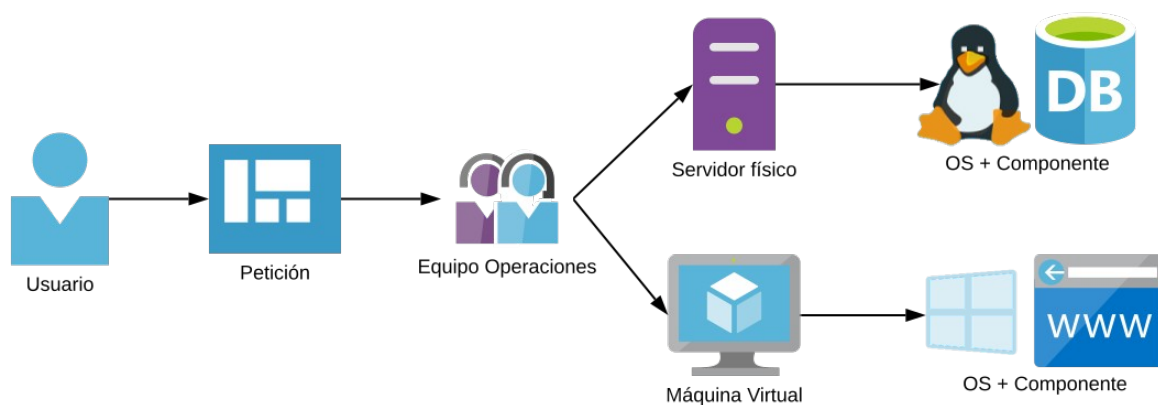 Usuario
Petición
Equipo Operaciones
Servidor físico
DB
OS + Componente
Máquina Virtual
WWW
OS + Componente